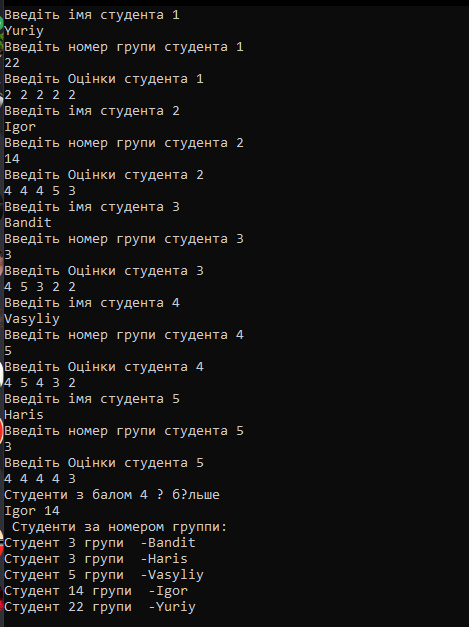 Введіть імя студента 1
Yuriy
Введіть номер групи студента 1
22
Введіть Оцінки студента 1
2 2 2 2 2
Введіть імя студента 2
Igor
Введіть номер групи студента 2
14
Введіть Оцінки студента 2
4 4 4 5 3
Введіть імя студента 3
Bandit
Введіть номер групи студента 3
3
Введіть Оцінки студента 3
4 5 3 2 2
Введіть імя студента 4
Vasyliy
Введіть номер групи студента 4
5
Введіть Оцінки студента 4
4 5 4 3 2
Введіть імя студента 5
Haris
Введіть номер групи студента 5
3
Введіть Оцінки студента 5
4 4 4 4 3
Студенти з балом 4 ? б?льше
Igor 14
Студенти за номером группи:
Студент 3 групи  -Bandit
Студент 3 групи  -Haris
Студент 5 групи  -Vasyliy
Студент 14 групи  -Igor
Студент 22 групи  -Yuriy